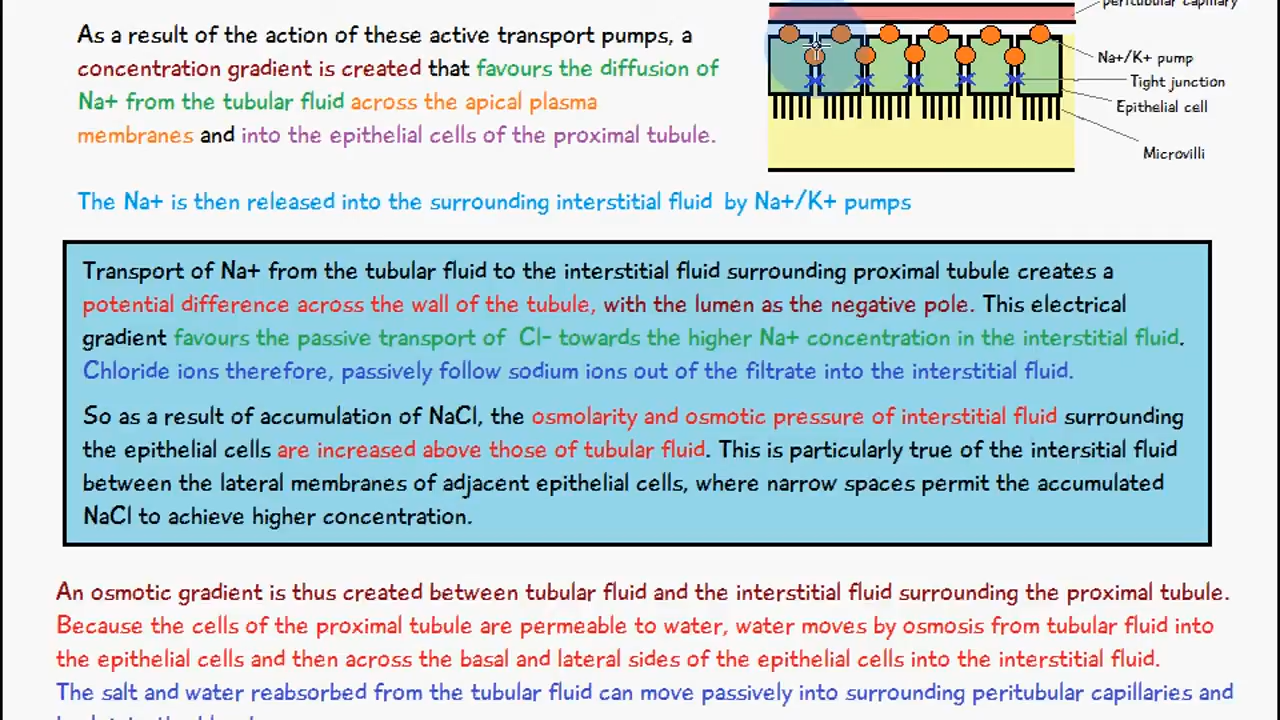 peritubular capillary
As a result of the action of these active transport pumps, a
concentration gradient is created that favours the diffusion of
Na+ from the tubular fluid across the apical plasma
membranes and into the epithelial cells of the proximal tubule.
Na+/K+ pump
Tight junction
Epithelial cell
Microvilli
The Na+ is then released into the surrounding interstitial fluid by Na+/K+ pumps
Transport of Na+ from the tubular fluid to the interstitial fluid surrounding proximal tubule creates a
potential difference across the wall of the tubule, with the lumen as the negative pole. This electrical
gradient favours the passive transport of Cl- towards the higher Na+ concentration in the interstitial fluid.
Chloride ions therefore, passively follow sodium ions out of the filtrate into the interstitial fluid.
So as a result of accumulation of NaCl, the osmolarity and osmotic pressure of interstitial fluid surrounding
the epithelial cells are increased above those of tubular fluid. This is particularly true of the intersitial fluid
between the lateral membranes of adjacent epithelial cells, where narrow spaces permit the accumulated
NaCl to achieve higher concentration.
An osmotic gradient is thus created between tubular fluid and the interstitial fluid surrounding the proximal tubule.
Because the cells of the proximal tubule are permeable to water, water moves by osmosis from tubular fluid into
the epithelial cells and then across the basal and lateral sides of the epithelial cells into the interstitial fluid.
The salt and water reabsorbed from the tubular fluid can move passively into surrounding peritubular capillaries and